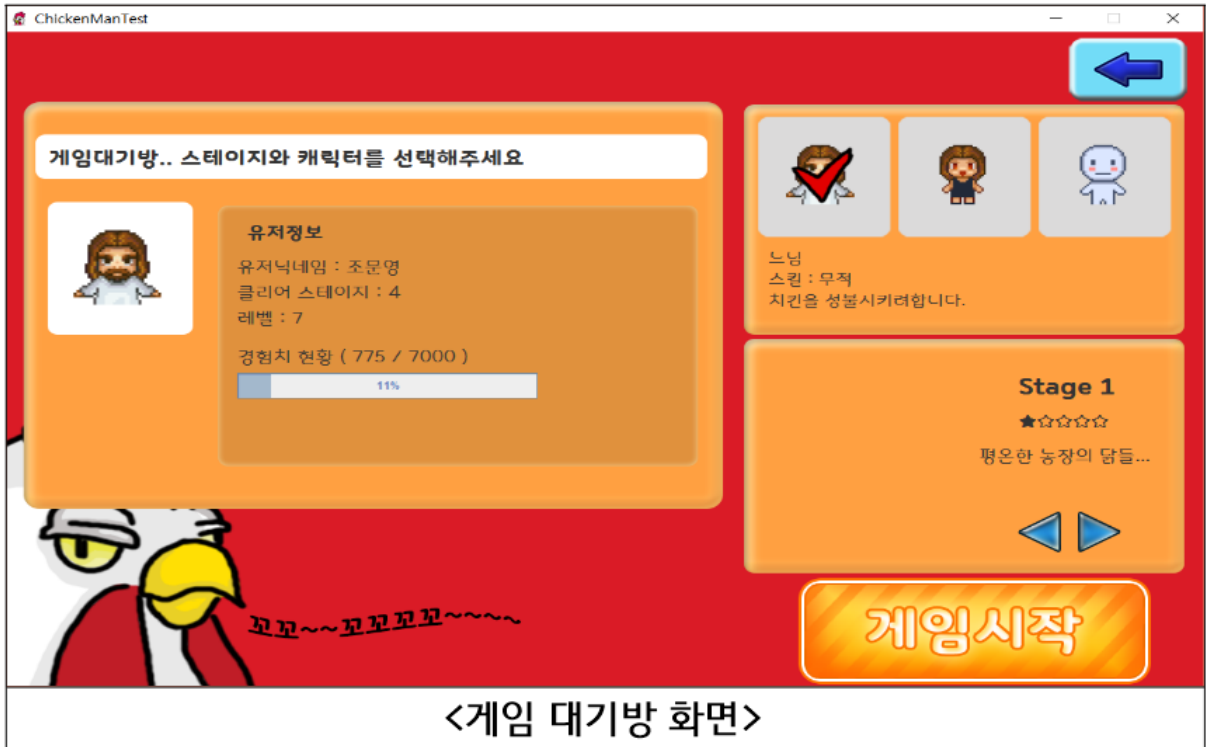 ChickenManTest
게임대기방.. 스테이지와 캐릭터를 선택해주세요
유저정보
유저닉네임 : 조문영
클리어 스테이지 : 4
레벨 : 7
경험치 현황 ( 775 / 7000 )
11%
느님
스킬 : 무적
치킨을 성불시키려합니다.
Stage 1
★☆☆☆☆
평온한 농장의 닭들...
게임시작
꼬꼬~~꼬꼬꼬꼬~~~~
<게임 대기방 화면>